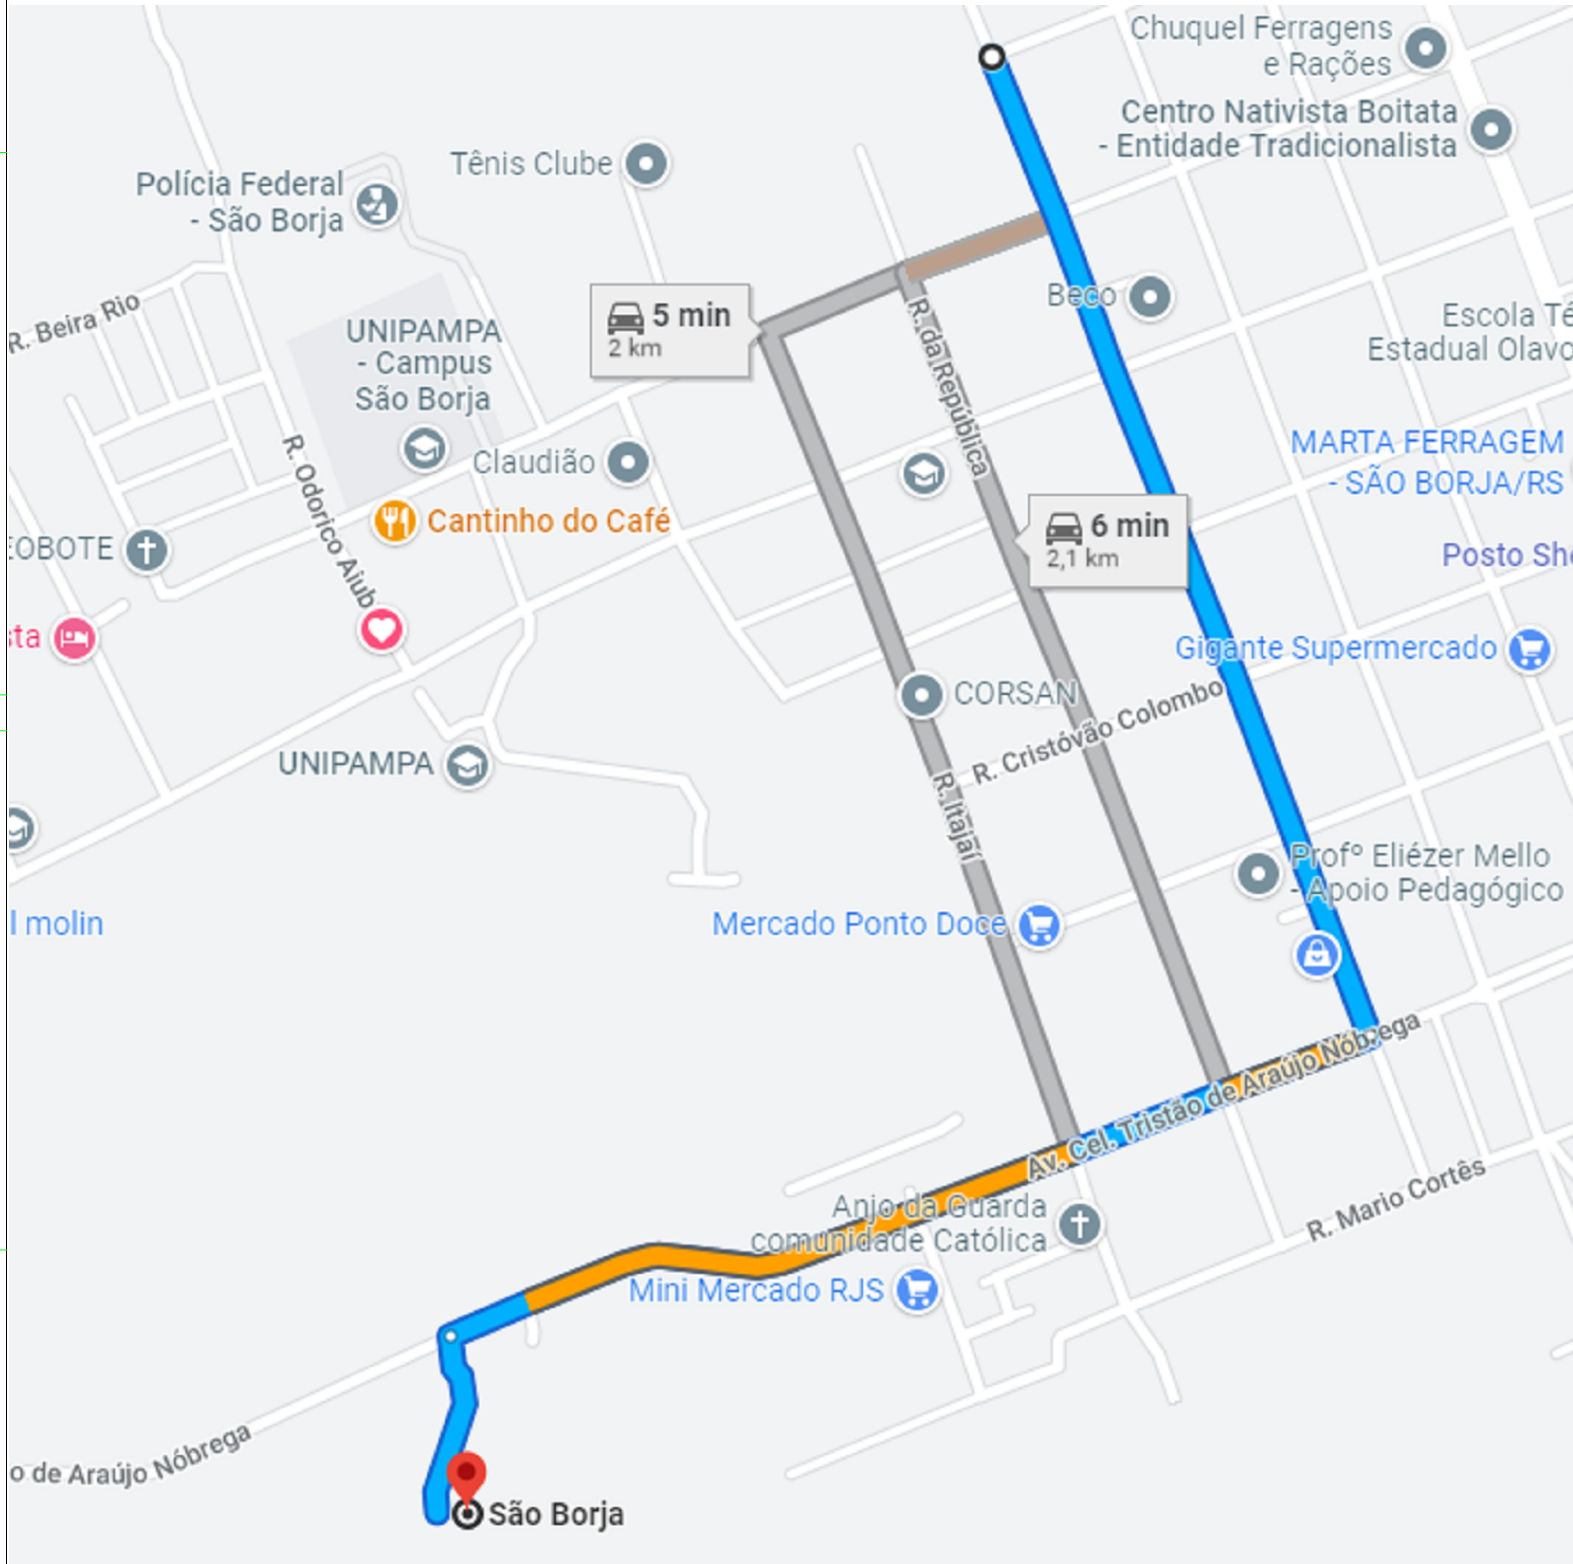 Chuquel Ferragens
e Rações
Centro Nativista Boitata
- Entidade Tradicionalista
Tênis Clube
Polícia Federal
- São Borja
R. Beira Rio
UNIPAMPA
- Campus
São Borja
5 min
2 km
Beco
R. da República
Escola Té
Estadual Olavo
Claudião
MARTA FERRAGEM
- SÃO BORJA/RS
Cantinho do Café
R. Odorico Aiub
EOBOTE
6 min
2,1 km
Posto She
sta
Gigante Supermercado
CORSAN
R. Cristóvão Colombo
UNIPAMPA
R. Itajaí
Profº Eliézer Mello
- Apoio Pedagógico
l molin
Mercado Ponto Doce
Av. Cel. Tristão de Araújo Nóbrega
Anjo da Guarda
comunidade Católica
R. Mario Cortês
Mini Mercado RJS
o de Araújo Nóbrega
São Borja